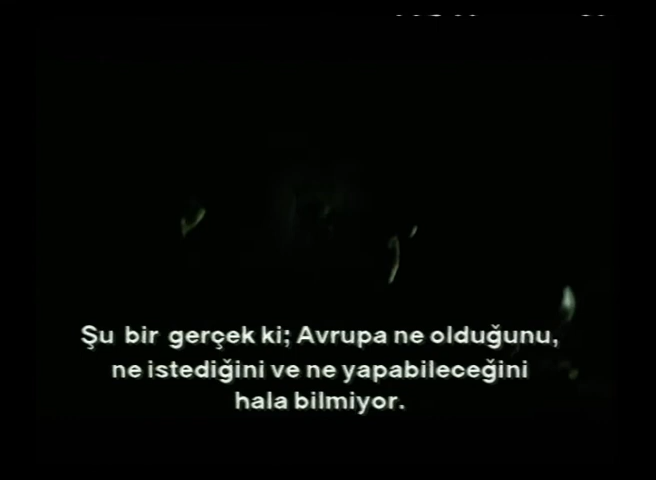 Şu bir gerçek ki; Avrupa ne olduğunu,
ne istediğini ve ne yapabileceğini
hala bilmiyor.